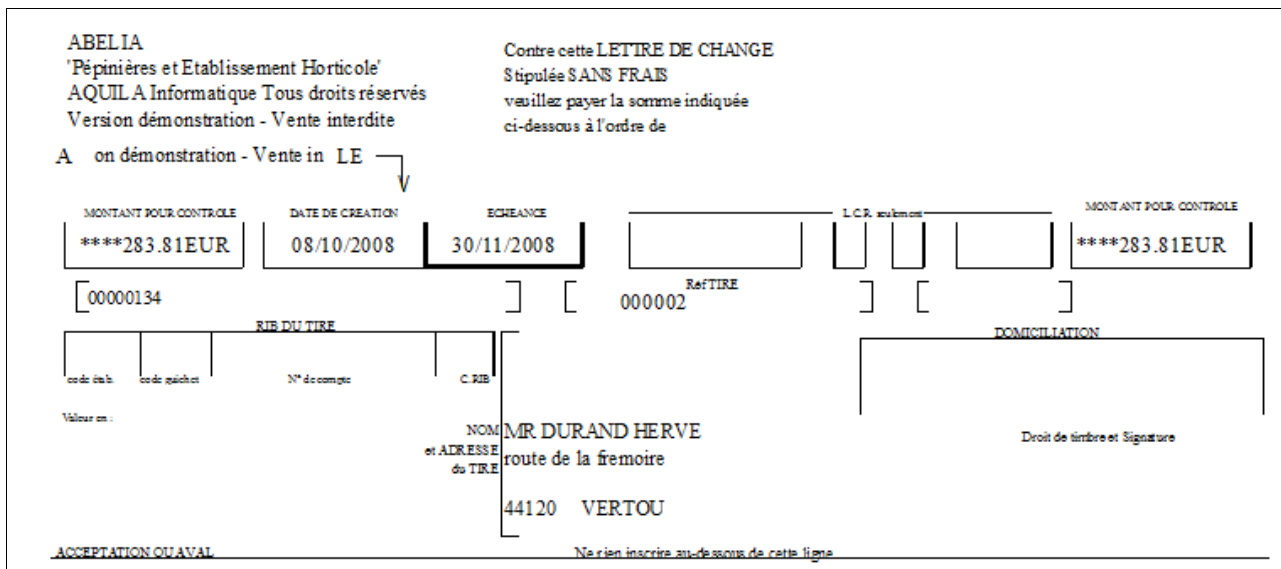 ABELIA
'Pépinières et Etablissement Horticole'
AQUILA Informatique Tous droits réservés
Version démonstration - Vente interdite
Contre cette LETTRE DE CHANGE
Stipulée SANS FRAIS
veuillez payer la somme indiquée
ci-dessous à l'ordre de
A on démonstration - Vente in LE
MONTANT POUR CONTROLE DATE DE CREATION ECHEANCE L.C.R. seulement MONTANT POUR CONTROLE
****283.81EUR 08/10/2008 30/11/2008 ****283.81EUR
00000134 000002 Réf TIRE
RIB DU TIRE DOMICILIATION
code étab. code guichet N° de compte C.RIB
Valeur en :
NOM et ADRESSE du TIRE
MR DURAND HERVE
route de la fremoire
44120 VERTOU
Droit de timbre et Signature
ACCEPTATION OU AVAL Ne rien inscrire au-dessous de cette ligne